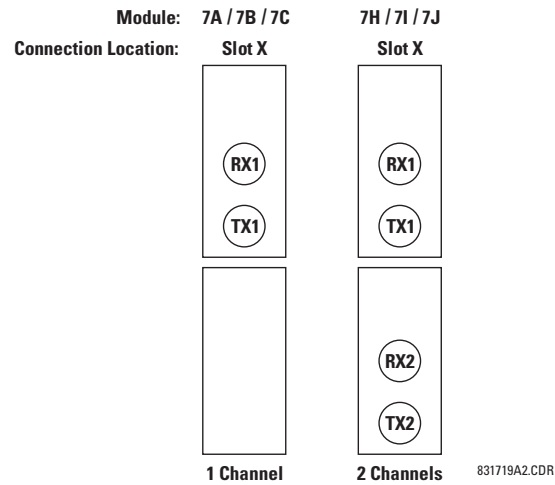 Module: 7A / 7B / 7C 7H / 7I / 7J
Connection Location: Slot X Slot X
RX1 RX1
TX1 TX1
RX2
TX2
1 Channel 2 Channels 831719A2.CDR